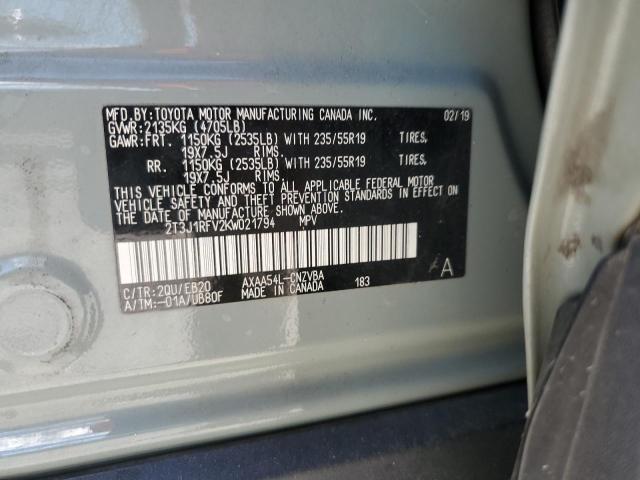 MFD. BY: TOYOTA MOTOR MANUFACTURING CANADA INC. 02/19
GVWR: 2135KG (4705LB)
GAWR: FRT. 1150KG (2535LB) WITH 235/55R19 TIRES,
19X7.5J RIMS
RR. 1150KG (2535LB) WITH 235/55R19 TIRES,
19X7.5J RIMS
THIS VEHICLE CONFORMS TO ALL APPLICABLE FEDERAL MOTOR
VEHICLE SAFETY AND THEFT PREVENTION STANDARDS IN EFFECT
ON THE DATE OF MANUFACTURE SHOWN ABOVE.
2T3J1RFV2KW021794 MPV
C/TR: 2QU/EB20 AXAA54L-CNZVBA 183 A
A/TM: -01A/UB80F MADE IN CANADA